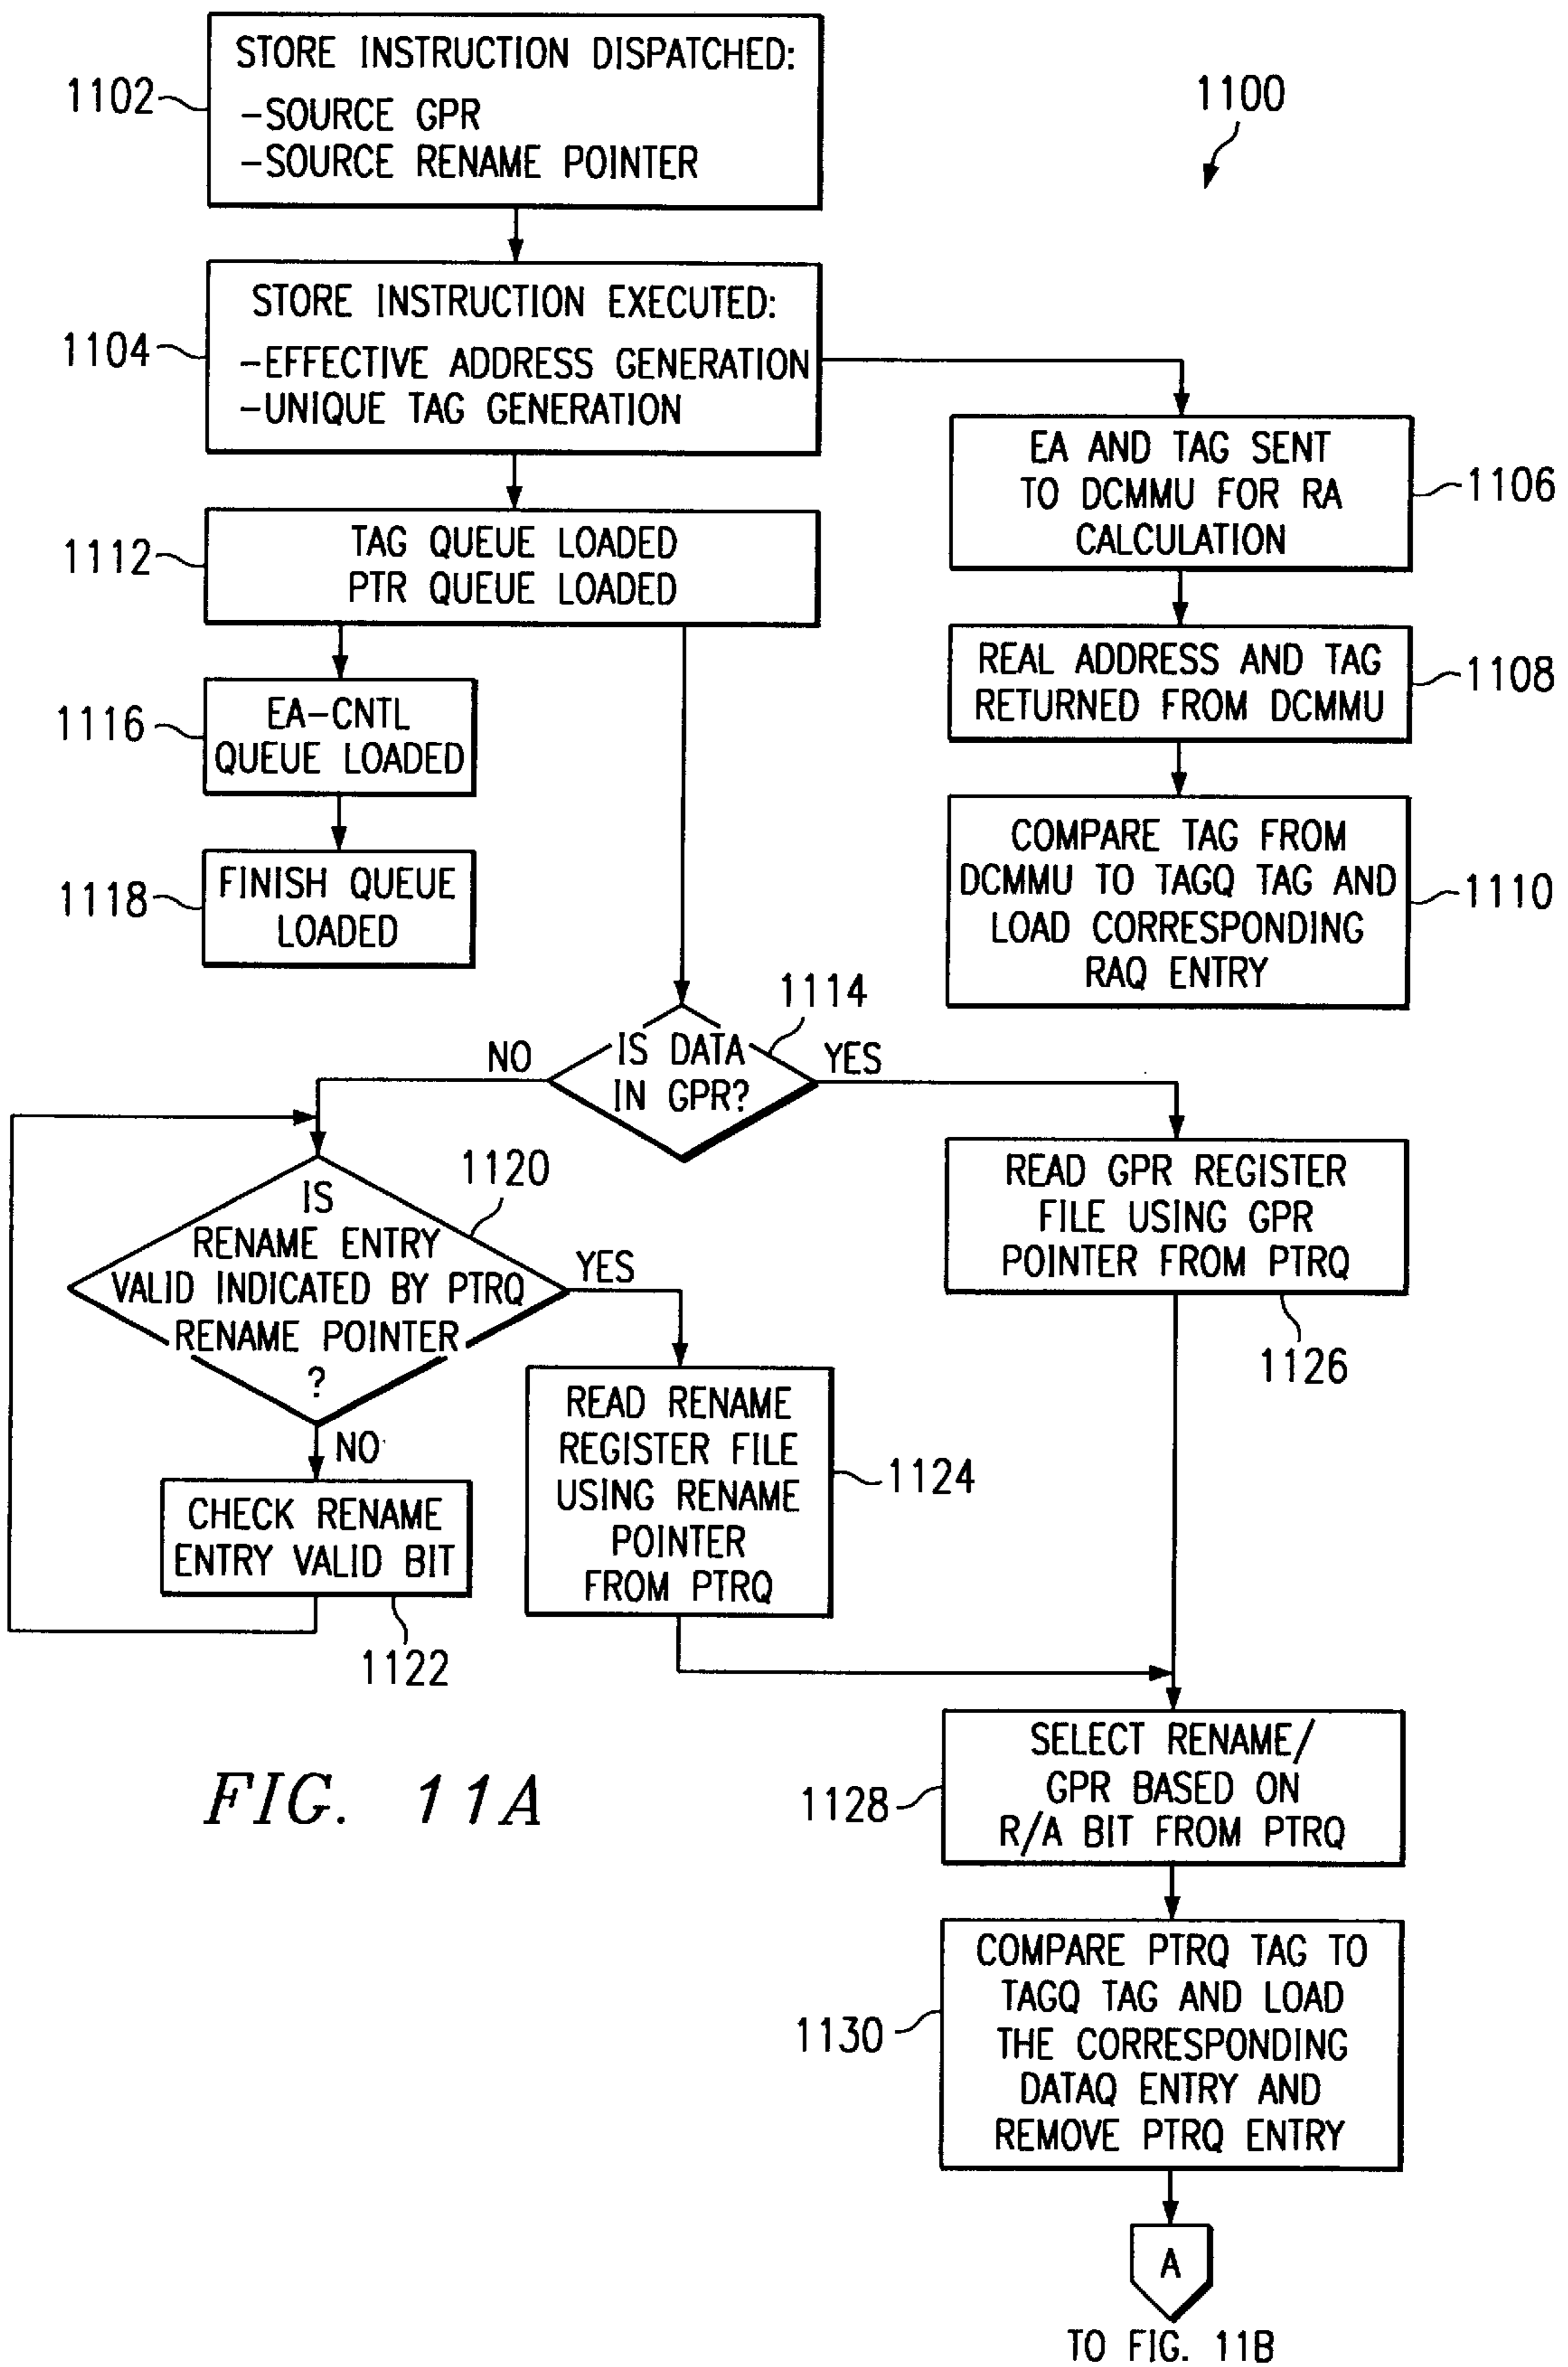 STORE INSTRUCTION DISPATCHED:
-SOURCE GPR
-SOURCE RENAME POINTER
1102
1100
STORE INSTRUCTION EXECUTED:
-EFFECTIVE ADDRESS GENERATION
-UNIQUE TAG GENERATION
1104
EA AND TAG SENT
TO DCMMU FOR RA
CALCULATION
1106
TAG QUEUE LOADED
PTR QUEUE LOADED
1112
REAL ADDRESS AND TAG
RETURNED FROM DCMMU
1108
EA-CNTL
QUEUE LOADED
1116
COMPARE TAG FROM
DCMMU TO TAGQ TAG AND
LOAD CORRESPONDING
RAQ ENTRY
1110
FINISH QUEUE
LOADED
1118
1114
IS DATA
IN GPR?
NO
YES
1120
IS
RENAME ENTRY
VALID INDICATED BY PTRQ
RENAME POINTER
?
YES
NO
READ GPR REGISTER
FILE USING GPR
POINTER FROM PTRQ
1126
READ RENAME
REGISTER FILE
USING RENAME
POINTER
FROM PTRQ
1124
CHECK RENAME
ENTRY VALID BIT
1122
SELECT RENAME/
GPR BASED ON
R/A BIT FROM PTRQ
1128
FIG. 11A
COMPARE PTRQ TAG TO
TAGQ TAG AND LOAD
THE CORRESPONDING
DATAQ ENTRY AND
REMOVE PTRQ ENTRY
1130
A
TO FIG. 11B